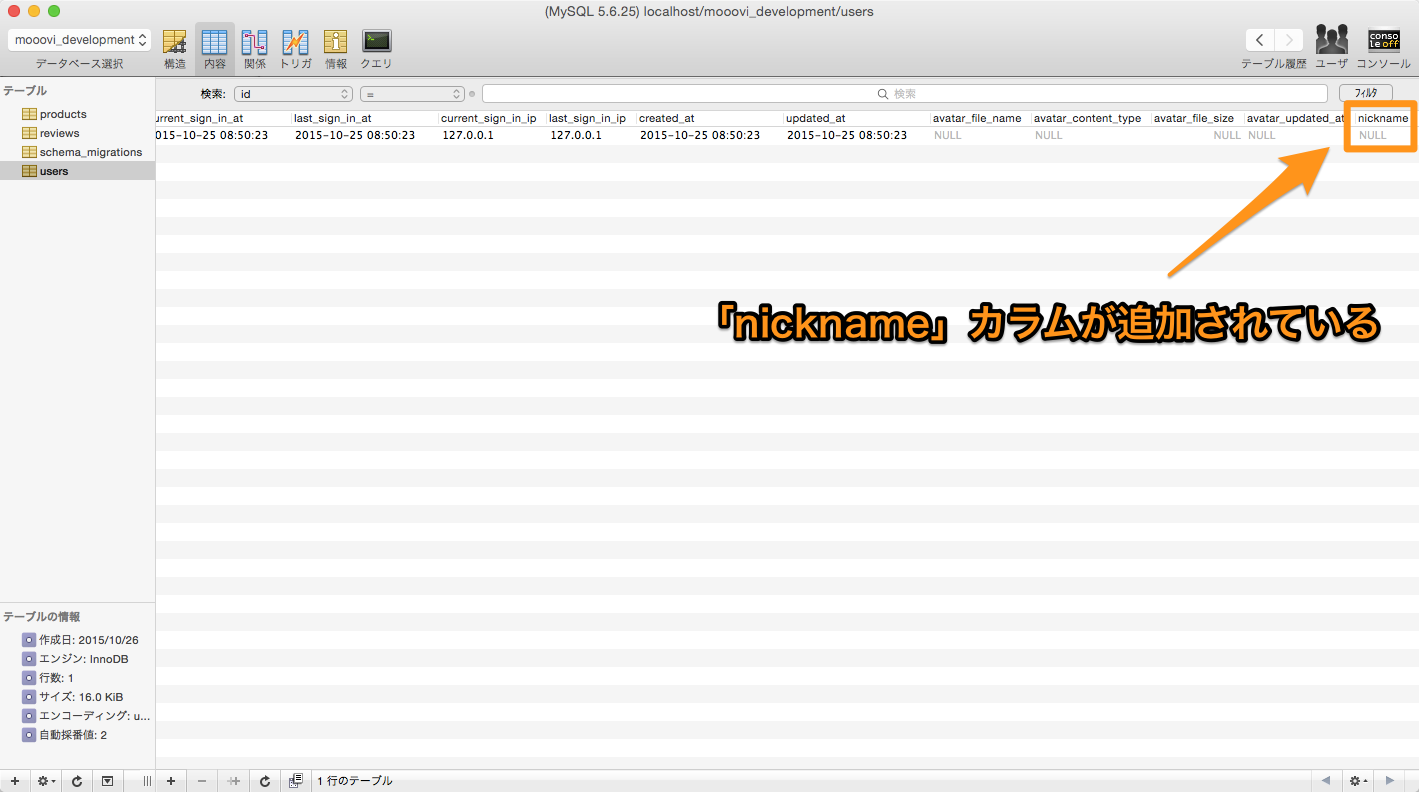 (MySQL 5.6.25) localhost/mooovi_development/users
mooovi_development
データベース選択
構造
内容
関係
トリガ
情報
クエリ
テーブル履歴
ユーザ
conso
le off
コンソール
テーブル
products
reviews
schema_migrations
users
検索: id = 検索 フィルタ
urrent_sign_in_at last_sign_in_at current_sign_in_ip last_sign_in_ip created_at updated_at avatar_file_name avatar_content_type avatar_file_size avatar_updated_at nickname
015-10-25 08:50:23 2015-10-25 08:50:23 127.0.0.1 127.0.0.1 2015-10-25 08:50:23 2015-10-25 08:50:23 NULL NULL NULL NULL NULL
「nickname」カラムが追加されている
テーブルの情報
作成日: 2015/10/26
エンジン: InnoDB
行数: 1
サイズ: 16.0 KiB
エンコーディング: u...
自動採番値: 2
1 行のテーブル